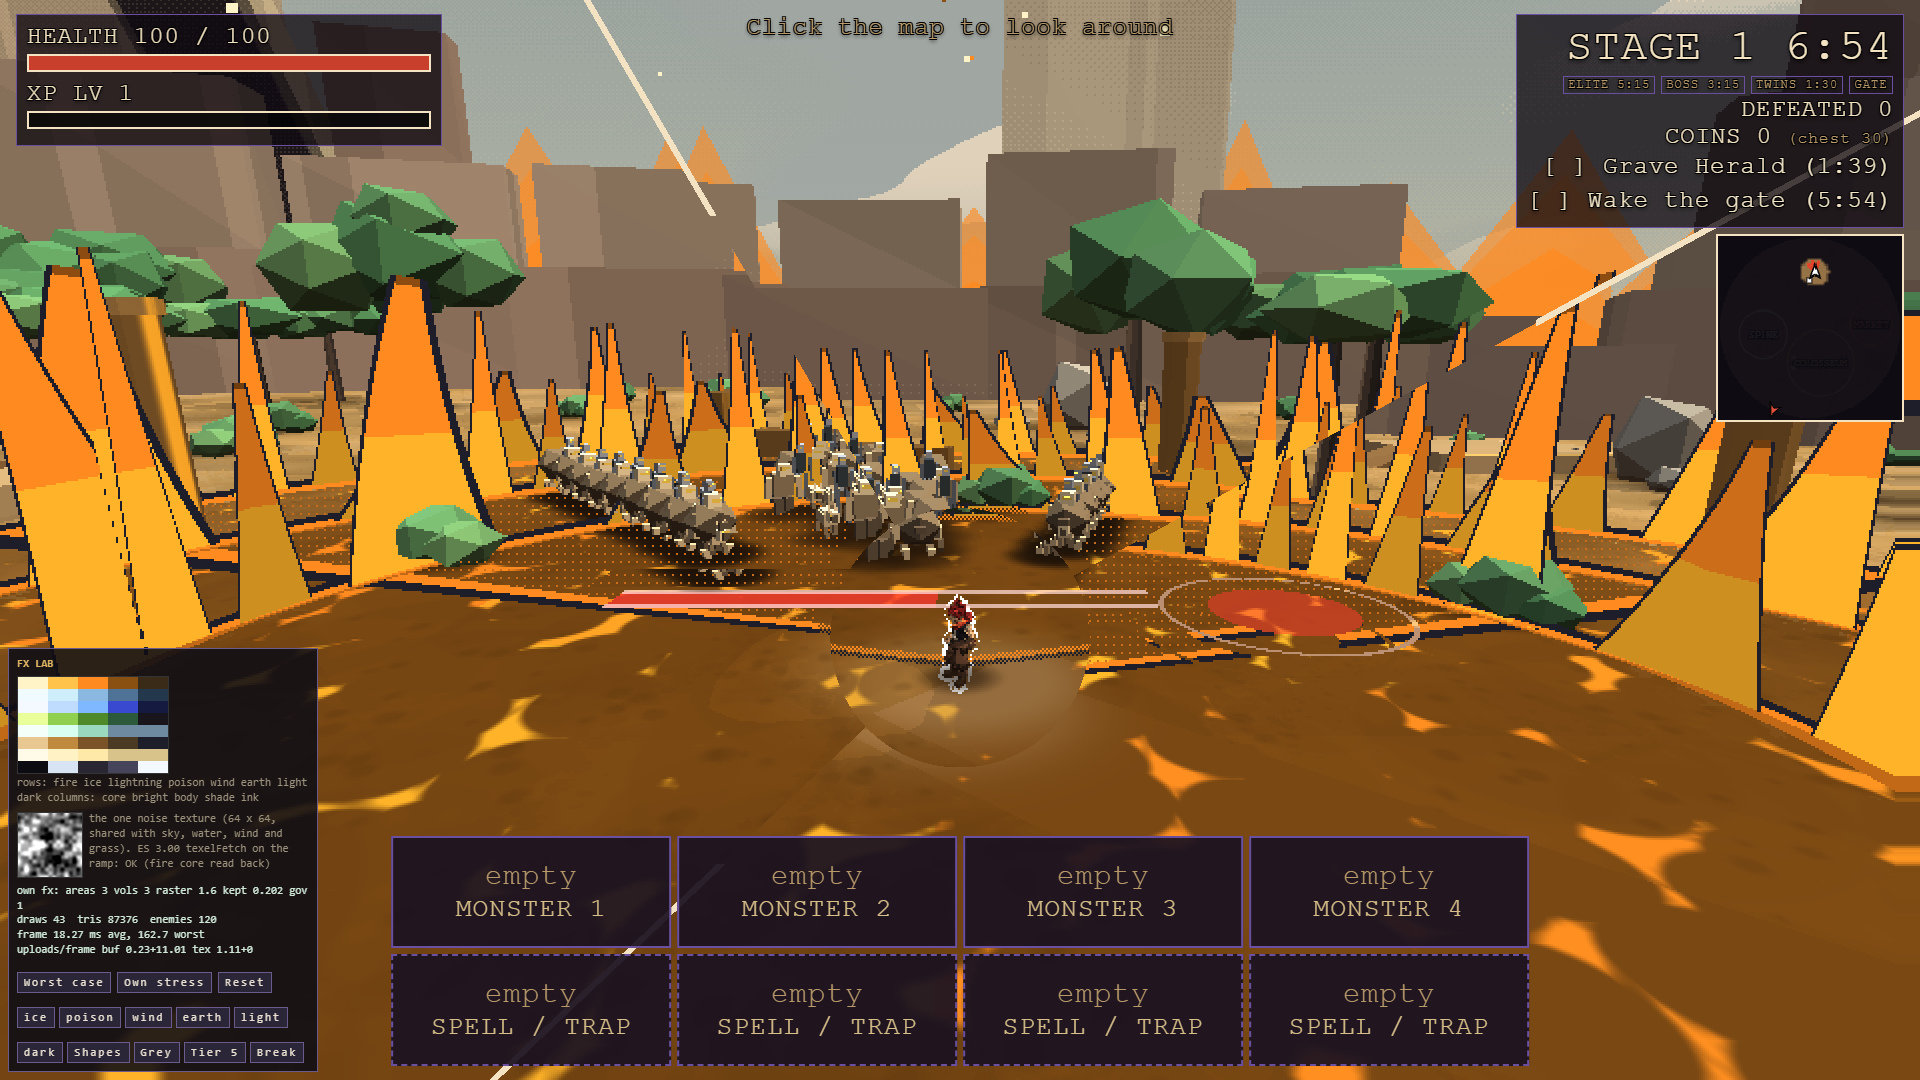 HEALTH 100 / 100
XP LV 1
Click the map to look around
STAGE 1 6:54
ELITE 5:15 BOSS 3:15 TWINS 1:30 GATE
DEFEATED 0
COINS 0 (chest 30)
[ ] Grave Herald (1:39)
[ ] Wake the gate (5:54)
FX LAB
rows: fire ice lightning poison wind earth light
dark columns: core bright body shade ink
the one noise texture (64 x 64,
shared with sky, water, wind and
grass). ES 3.00 texelFetch on the
ramp: OK (fire core read back)
own fx: areas 3 vols 3 raster 1.6 kept 0.202 gov
1
draws 43 tris 87376 enemies 120
frame 18.27 ms avg, 162.7 worst
uploads/frame buf 0.23+11.01 tex 1.11+0
Worst case Own stress Reset
ice poison wind earth light
dark Shapes Grey Tier 5 Break
empty empty empty empty
MONSTER 1 MONSTER 2 MONSTER 3 MONSTER 4
empty empty empty empty
SPELL / TRAP SPELL / TRAP SPELL / TRAP SPELL / TRAP